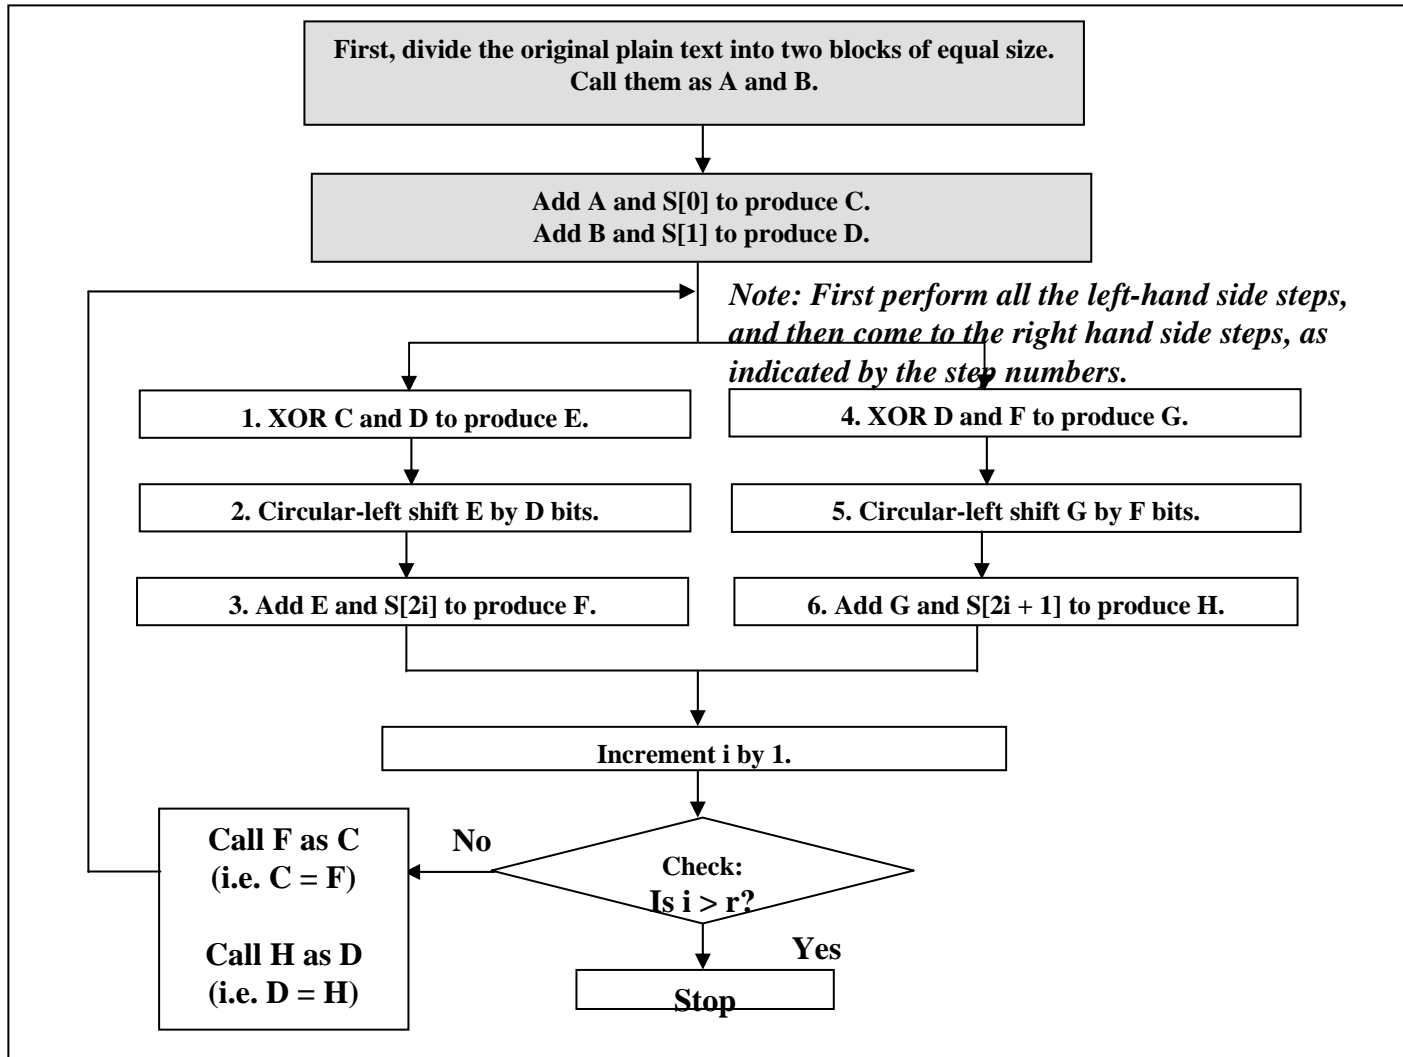 First, divide the original plain text into two blocks of equal size.
Call them as A and B.
Add A and S[0] to produce C.
Add B and S[1] to produce D.
Note: First perform all the left-hand side steps,
and then come to the right hand side steps, as
indicated by the step numbers.
1. XOR C and D to produce E.
4. XOR D and F to produce G.
2. Circular-left shift E by D bits.
5. Circular-left shift G by F bits.
3. Add E and S[2i] to produce F.
6. Add G and S[2i + 1] to produce H.
Increment i by 1.
Check:
Is i > r?
No
Call F as C
(i.e. C = F)
Call H as D
(i.e. D = H)
Yes
Stop